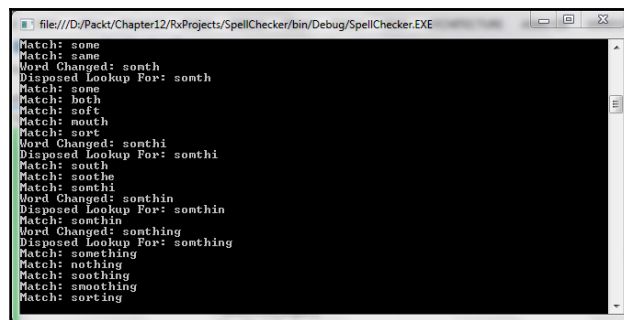 file:///D:/Packt/Chapter12/RxProjects/SpellChecker/bin/Debug/SpellChecker.EXE
Match: some
Match: same
Word Changed: somth
Disposed Lookup For: somth
Match: some
Match: both
Match: soft
Match: mouth
Match: sort
Word Changed: somthi
Disposed Lookup For: somthi
Match: south
Match: soothe
Match: somthi
Word Changed: somthin
Disposed Lookup For: somthin
Match: somthin
Word Changed: somthing
Disposed Lookup For: somthing
Match: something
Match: nothing
Match: soothing
Match: smoothing
Match: sorting